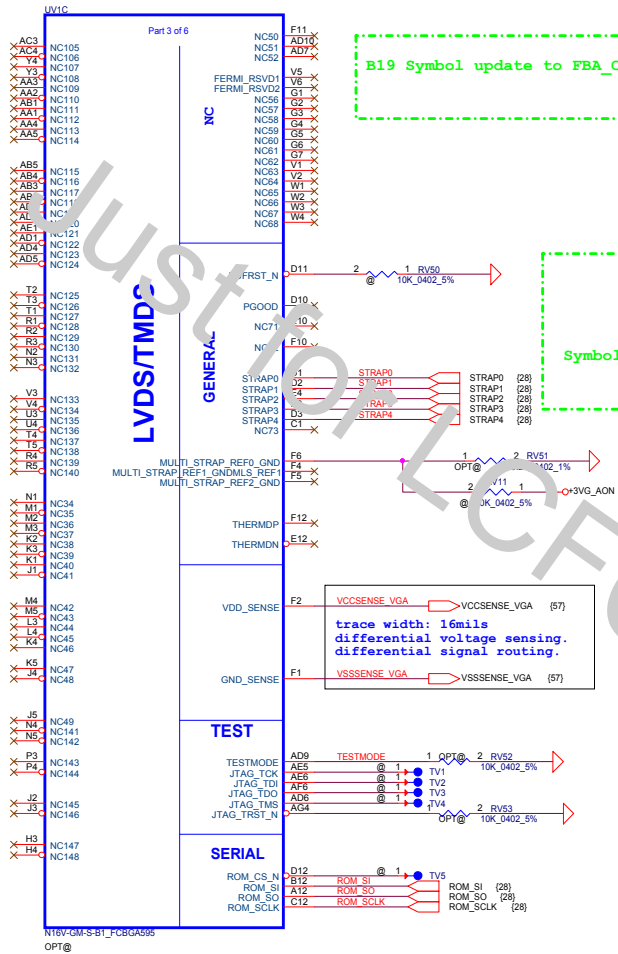 UV1C
Part 3 of 6
AC3 NC105
AC4 NC106
Y4 NC107
Y3 NC108
AA3 NC109
AA2 NC110
AB1 NC111
AA1 NC112
AA4 NC113
AA5 NC114
AB5 NC115
AB4 NC116
AB3 NC117
NC121
AE1 NC122
AD1
AD4 NC123
AD5 NC124
T2 NC125
T3 NC126
T1 NC127
R1 NC128
R2 NC129
R3 NC130
N2 NC131
N3 NC132
V3 NC133
V4 NC134
U3 NC135
U4 NC136
T4 NC137
T5 NC138
R4 NC139
R5 NC140
N1 NC34
M1 NC35
M2 NC36
M3 NC37
K2 NC38
K3 NC39
K1 NC40
J1 NC41
M4 NC42
M5 NC43
L3 NC44
L4 NC45
K4 NC46
K5 NC47
J4 NC48
J5 NC49
N4 NC141
N5 NC142
P3 NC143
P4 NC144
J2 NC145
J3 NC146
H3 NC147
H4 NC148
LVDS/TMDS
NC
NC50 F11
NC51 AD10
NC52 AD7
FERMI_RSVD1 V5
FERMI_RSVD2 V6
NC56 G1
NC57 G2
NC58 G3
NC59 G4
NC60 G5
NC61 G6
NC62 G7
NC63 V1
NC64 V2
NC65 W1
NC66 W2
NC67 W3
NC68 W4
GENERAL
D11 2 @ 1 RV50
10K_0402_5%
PGOOD D10
NC71 E10
F10
STRAP0 D1 STRAP0 STRAP0 {28}
STRAP1 D2 STRAP1 STRAP1 {28}
STRAP2 E4 STRAP2 STRAP2 {28}
STRAP3 STRAP3 STRAP3 {28}
STRAP4 D3 STRAP4 STRAP4 {28}
NC73 C1
MULTI_STRAP_REF0_GND F6 1 OPT@ 2 RV51
MULTI_STRAP_REF1_GNDMLS_REF1 F4
MULTI_STRAP_REF2_GND F5
2 @ 1 +3VG_AON
THERMDP F12
THERMDN E12
VDD_SENSE F2 VCCSENSE_VGA VCCSENSE_VGA {57}
trace width: 16mils
differential voltage sensing.
differential signal routing.
GND_SENSE F1 VSSSENSE_VGA VSSSENSE_VGA {57}
TEST
TESTMODE AD9 TESTMODE 1 OPT@ 2 RV52
10K_0402_5%
JTAG_TCK AE5 @ 1 TV1
JTAG_TDI AE6 @ 1 TV2
JTAG_TDO AF6 @ 1 TV3
JTAG_TMS AD6 @ 1 TV4
JTAG_TRST_N AG4 1 OPT@ 2 RV53
10K_0402_5%
SERIAL
ROM_CS_N D12 @ 1 TV5
ROM_SI B12 ROM_SI ROM_SI {28}
ROM_SO A12 ROM_SO ROM_SO {28}
ROM_SCLK C12 ROM_SCLK ROM_SCLK {28}
N16V-GM-S-B1_FCBGA595
OPT@
B19 Symbol update to
Symbol
Just for